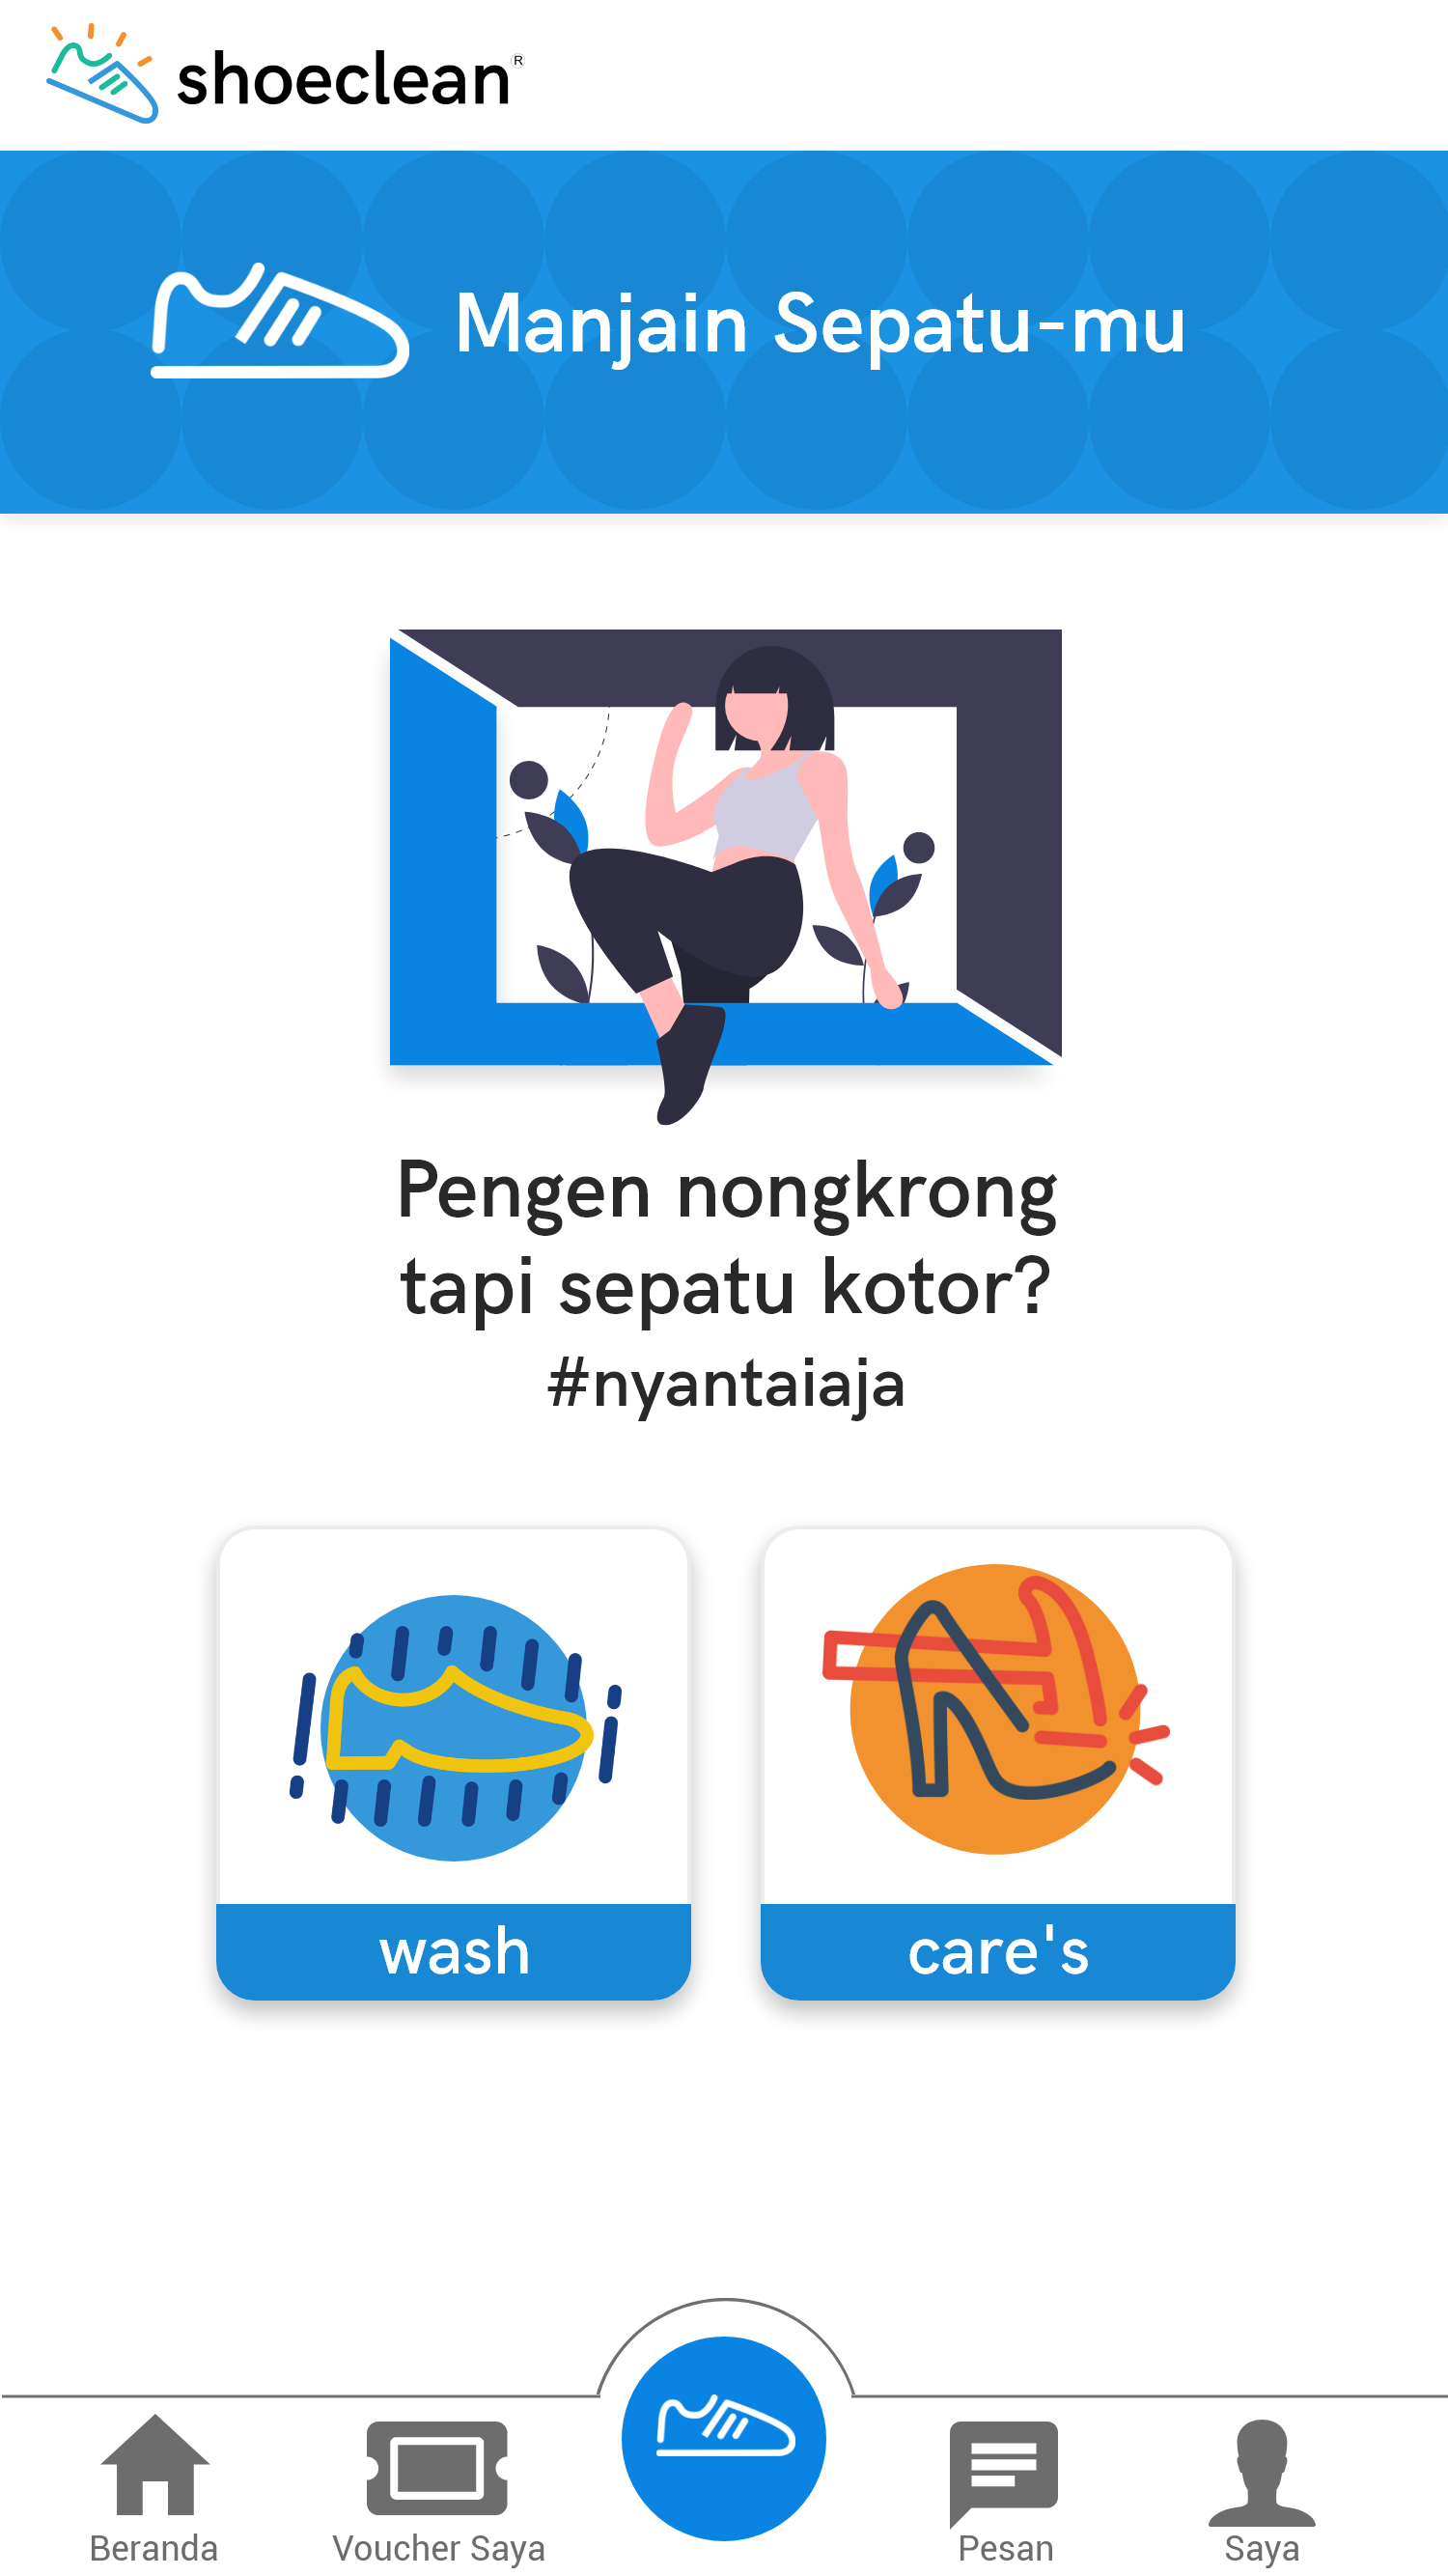 shoeclean®
Manjain Sepatu-mu
Pengen nongkrong
tapi sepatu kotor?
#nyantaiaja
wash
care's
Beranda
Voucher Saya
Pesan
Saya